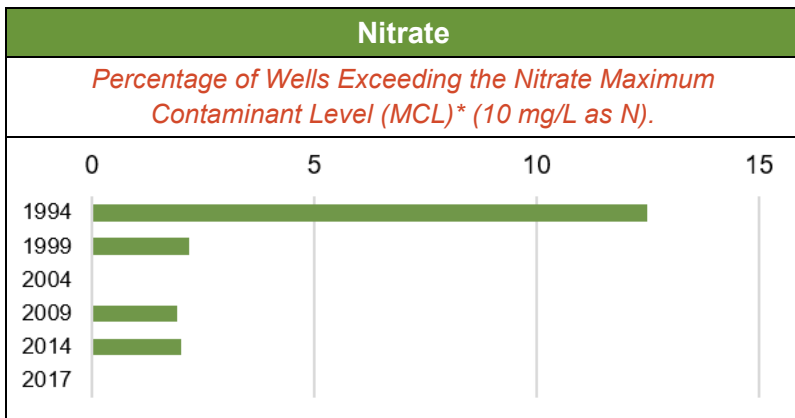 Nitrate
Percentage of Wells Exceeding the Nitrate Maximum
Contaminant Level (MCL)* (10 mg/L as N).
0 5 10 15
1994
1999
2004
2009
2014
2017